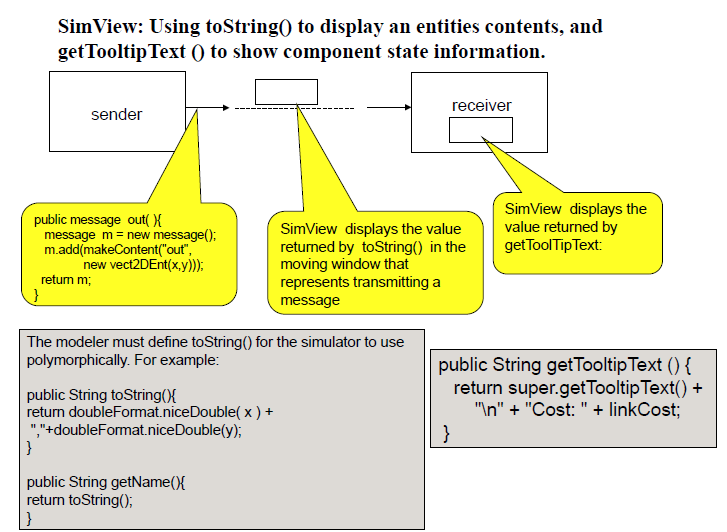 SimView: Using toString() to display an entities contents, and
getTooltipText () to show component state information.
sender
receiver
public message  out( ){
message  m = new message();
m.add(makeContent("out",
new vect2DEnt(x,y)));
return m;
}
SimView  displays the value
returned by  toString()  in the
moving window that
represents transmitting a
message
SimView  displays the
value returned by
getToolTipText:
The modeler must define toString() for the simulator to use
polymorphically. For example:
public String toString(){
return doubleFormat.niceDouble( x ) +
","+doubleFormat.niceDouble(y);
}
public String getName(){
return toString();
}
public String getTooltipText () {
return super.getTooltipText() +
"\n" + "Cost: " + linkCost;
}